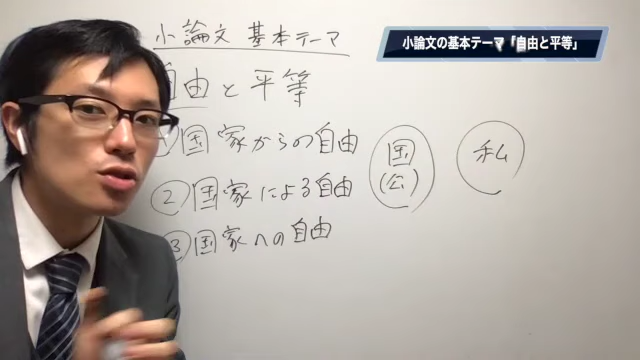 小論文の基本テーマ「自由と平等」
小論文 基本テーマ
自由と平等
国家からの自由
②国家による自由
③国家への自由
国
(公)
私